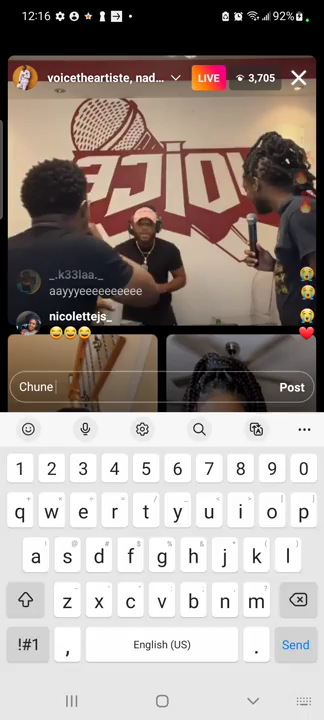 12:16
92%
voicetheartiste, nad...
LIVE
3,705
VOICE
_.k33laa._
aayyyeeeeeeeeee
nicolettejs_
Chune
Post
1 2 3 4 5 6 7 8 9 0
q w e r t y u i o p
a s d f g h j k l
z x c v b n m
!#1 , English (US) . Send